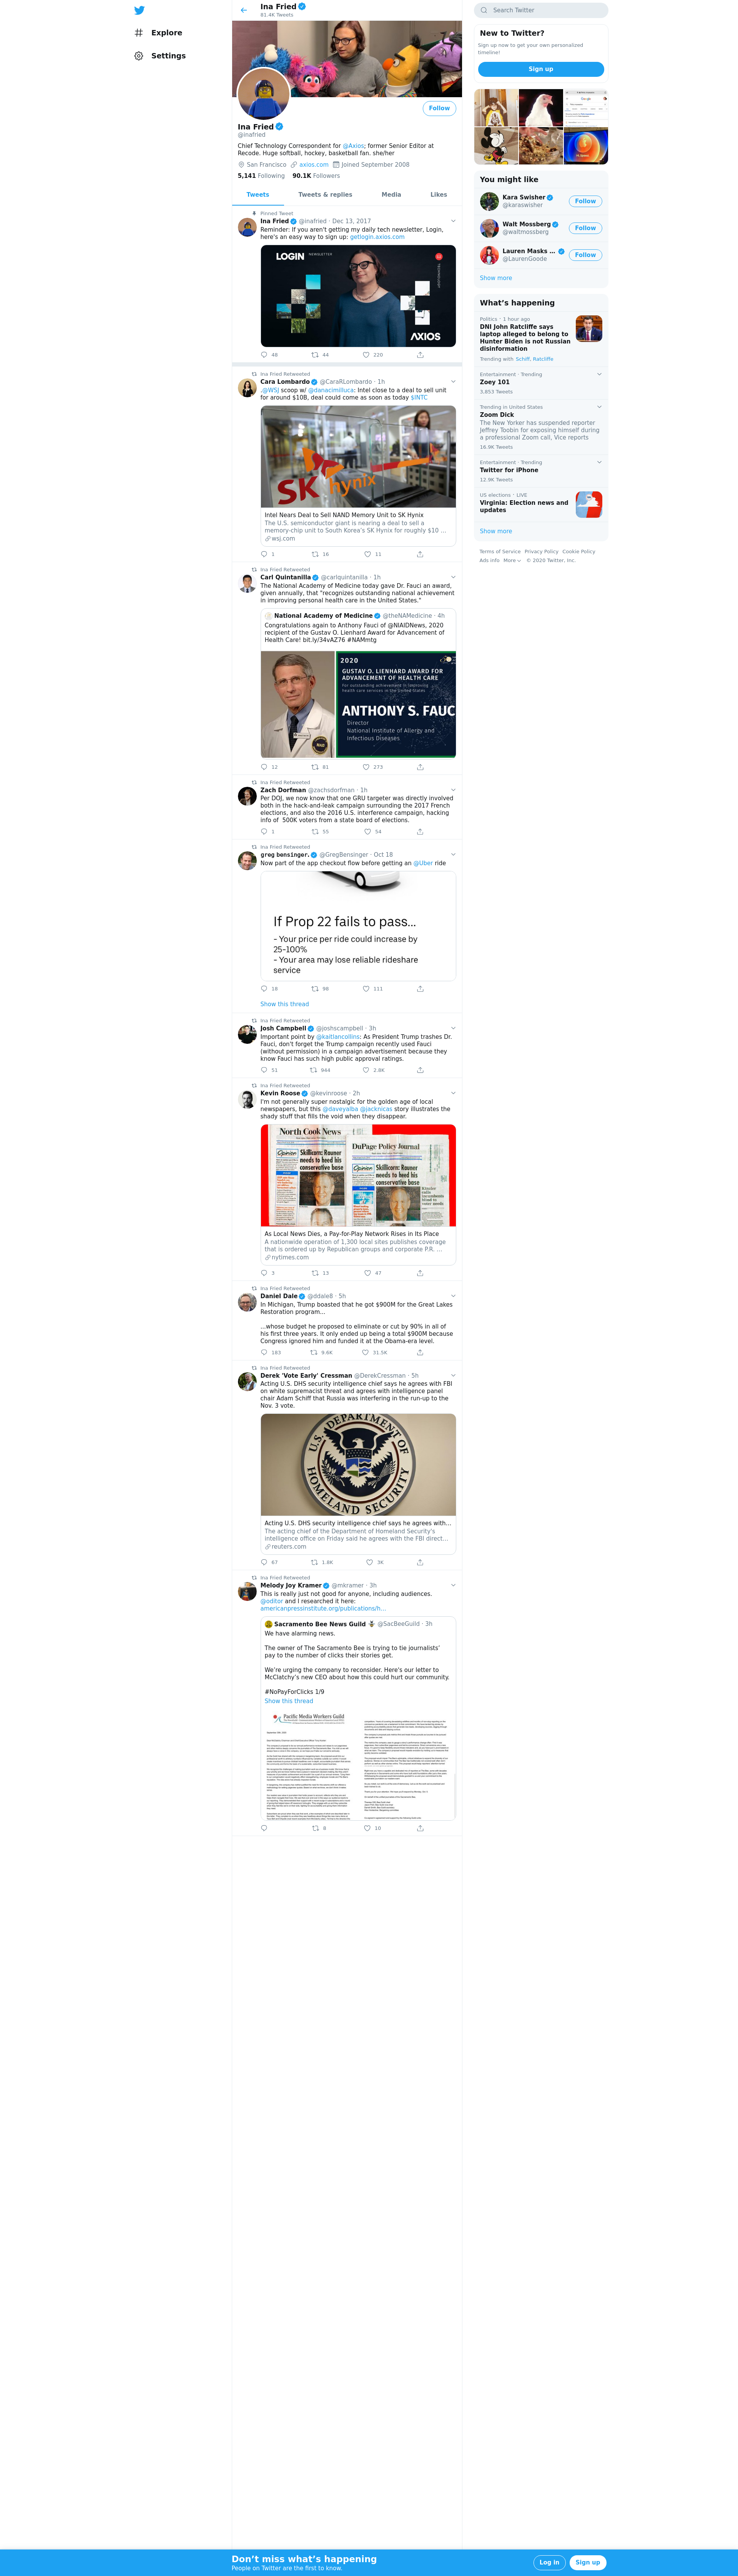 Explore
Settings
Ina Fried
81.4K Tweets
Follow
Ina Fried
@inafried
Chief Technology Correspondent for @Axios; former Senior Editor at
Recode. Huge softball, hockey, basketball fan. she/her
San Francisco axios.com Joined September 2008
5,141 Following 90.1K Followers
Tweets Tweets & replies Media Likes
Pinned Tweet
Ina Fried @inafried · Dec 13, 2017
Reminder: If you aren't getting my daily tech newsletter, Login,
here's an easy way to sign up: getlogin.axios.com
LOGIN NEWSLETTER
TECHNOLOGY
AXIOS
48 44 220
Ina Fried Retweeted
Cara Lombardo @CaraRLombardo · 1h
.@WSJ scoop w/ @danacimilluca: Intel close to a deal to sell unit
for around $10B, deal could come as soon as today $INTC
SK hynix
Intel Nears Deal to Sell NAND Memory Unit to SK Hynix
The U.S. semiconductor giant is nearing a deal to sell a
memory-chip unit to South Korea's SK Hynix for roughly $10 ...
wsj.com
1 16 11
Ina Fried Retweeted
Carl Quintanilla @carlquintanilla · 1h
The National Academy of Medicine today gave Dr. Fauci an award,
given annually, that "recognizes outstanding national achievement
in improving personal health care in the United States."
National Academy of Medicine @theNAMedicine · 4h
Congratulations again to Anthony Fauci of @NIAIDNews, 2020
recipient of the Gustav O. Lienhard Award for Advancement of
Health Care! bit.ly/34vAZ76 #NAMmtg
2020
GUSTAV O. LIENHARD AWARD FOR
ADVANCEMENT OF HEALTH CARE
For outstanding achievement in improving
health care services in the United States
ANTHONY S. FAUC
Director
National Institute of Allergy and
Infectious Diseases
12 81 273
Ina Fried Retweeted
Zach Dorfman @zachsdorfman · 1h
Per DOJ, we now know that one GRU targeter was directly involved
both in the hack-and-leak campaign surrounding the 2017 French
elections, and also the 2016 U.S. interference campaign, hacking
info of 500K voters from a state board of elections.
1 55 54
Ina Fried Retweeted
greg bensinger. @GregBensinger · Oct 18
Now part of the app checkout flow before getting an @Uber ride
If Prop 22 fails to pass...
- Your price per ride could increase by
25-100%
- Your area may lose reliable rideshare
service
18 98 111
Show this thread
Ina Fried Retweeted
Josh Campbell @joshscampbell · 3h
Important point by @kaitlancollins: As President Trump trashes Dr.
Fauci, don't forget the Trump campaign recently used Fauci
(without permission) in a campaign advertisement because they
know Fauci has such high public approval ratings.
51 944 2.8K
Ina Fried Retweeted
Kevin Roose @kevinroose · 2h
I'm not generally super nostalgic for the golden age of local
newspapers, but this @daveyalba @jacknicas story illustrates the
shady stuff that fills the void when they disappear.
North Cook News
DuPage Policy Journal
Opinion
Skillicorn: Rauner
needs to heed his
conservative base
Opinion
Skillicorn: Rauner
needs to heed his
conservative base
As Local News Dies, a Pay-for-Play Network Rises in Its Place
A nationwide operation of 1,300 local sites publishes coverage
that is ordered up by Republican groups and corporate P.R. ...
nytimes.com
3 13 47
Ina Fried Retweeted
Daniel Dale @ddale8 · 5h
In Michigan, Trump boasted that he got $900M for the Great Lakes
Restoration program...
...whose budget he proposed to eliminate or cut by 90% in all of
his first three years. It only ended up being a total $900M because
Congress ignored him and funded it at the Obama-era level.
183 9.6K 31.5K
Ina Fried Retweeted
Derek 'Vote Early' Cressman @DerekCressman · 5h
Acting U.S. DHS security intelligence chief says he agrees with FBI
on white supremacist threat and agrees with intelligence panel
chair Adam Schiff that Russia was interfering in the run-up to the
Nov. 3 vote.
U.S. DEPARTMENT OF
HOMELAND SECURITY
Acting U.S. DHS security intelligence chief says he agrees with...
The acting chief of the Department of Homeland Security's
intelligence office on Friday said he agrees with the FBI direct...
reuters.com
67 1.8K 3K
Ina Fried Retweeted
Melody Joy Kramer @mkramer · 3h
This is really just not good for anyone, including audiences.
@oditor and I researched it here:
americanpressinstitute.org/publications/h...
Sacramento Bee News Guild @SacBeeGuild · 3h
We have alarming news.
The owner of The Sacramento Bee is trying to tie journalists'
pay to the number of clicks their stories get.
We're urging the company to reconsider. Here's our letter to
McClatchy's new CEO about how this could hurt our community.
#NoPayForClicks 1/9
Show this thread
Pacific Media Workers Guild
8 10
Search Twitter
New to Twitter?
Sign up now to get your own personalized
timeline!
Sign up
You might like
Kara Swisher
@karaswisher
Follow
Walt Mossberg
@waltmossberg
Follow
Lauren Masks ...
@LaurenGoode
Follow
Show more
What's happening
Politics · 1 hour ago
DNI John Ratcliffe says
laptop alleged to belong to
Hunter Biden is not Russian
disinformation
Trending with Schiff, Ratcliffe
Entertainment · Trending
Zoey 101
3,853 Tweets
Trending in United States
Zoom Dick
The New Yorker has suspended reporter
Jeffrey Toobin for exposing himself during
a professional Zoom call, Vice reports
16.9K Tweets
Entertainment · Trending
Twitter for iPhone
12.9K Tweets
US elections · LIVE
Virginia: Election news and
updates
Show more
Terms of Service Privacy Policy Cookie Policy
Ads info More © 2020 Twitter, Inc.
Don't miss what's happening
People on Twitter are the first to know.
Log in
Sign up